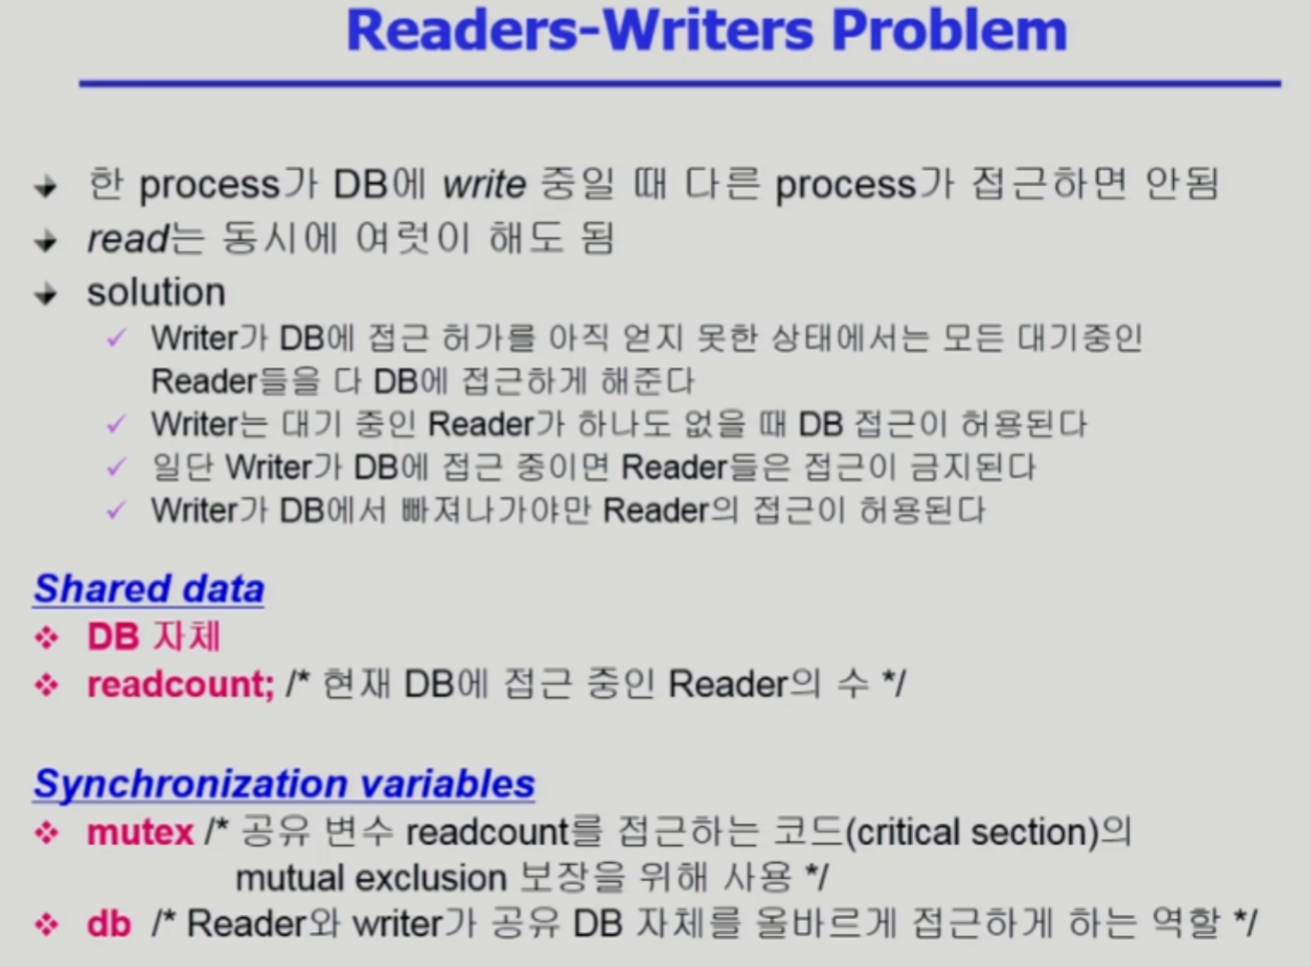 Readers-Writers Problem
한 process가 DB에 write 중일 때 다른 process가 접근하면 안됨
read는 동시에 여럿이 해도 됨
solution
Writer가 DB에 접근 허가를 아직 얻지 못한 상태에서는 모든 대기중인
Reader들을 다 DB에 접근하게 해준다
Writer는 대기 중인 Reader가 하나도 없을 때 DB 접근이 허용된다
일단 Writer가 DB에 접근 중이면 Reader들은 접근이 금지된다
Writer가 DB에서 빠져나가야만 Reader의 접근이 허용된다
Shared data
DB 자체
readcount; /* 현재 DB에 접근 중인 Reader의 수 */
Synchronization variables
mutex /* 공유 변수 readcount를 접근하는 코드(critical section)의
mutual exclusion 보장을 위해 사용 */
db /* Reader와 writer가 공유 DB 자체를 올바르게 접근하게 하는 역할 */